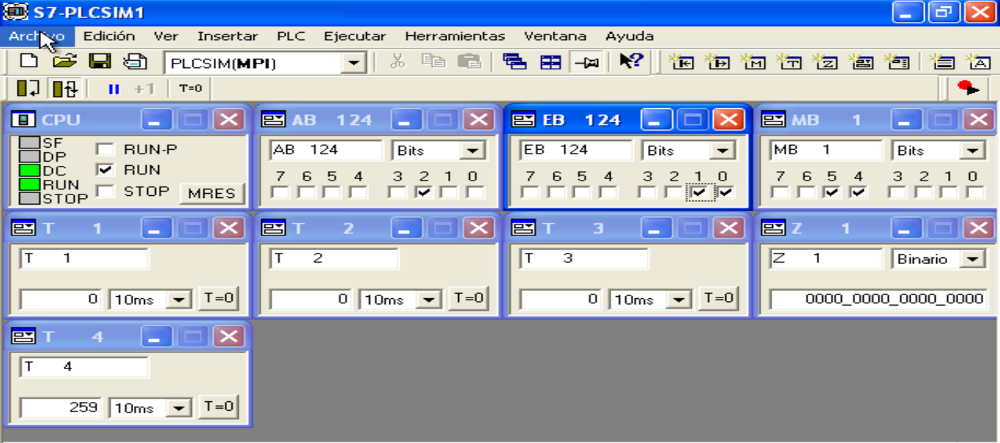 S7-PLCSIM1
Archivo Edición Ver Insertar PLC Ejecutar Herramientas Ventana Ayuda
PLCSIM(MPI)
+1 T=0
CPU
SF
DP
DC
RUN
STOP
RUN-P
RUN
STOP
MRES
AB 124
AB 124 Bits
7 6 5 4 3 2 1 0
EB 124
EB 124 Bits
7 6 5 4 3 2 1 0
MB 1
MB 1 Bits
7 6 5 4 3 2 1 0
T 1
T 1
0 10ms T=0
T 2
T 2
0 10ms T=0
T 3
T 3
0 10ms T=0
Z 1
Z 1 Binario
0000_0000_0000_0000
T 4
T 4
259 10ms T=0